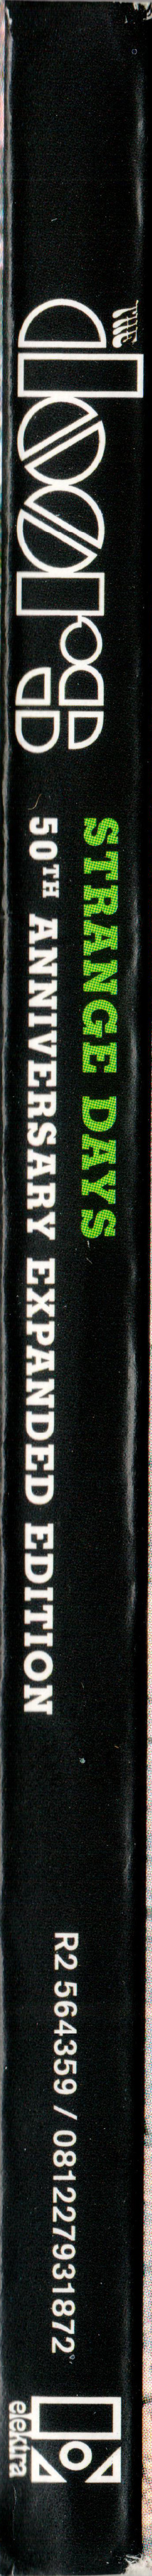 THE
doors
STRANGE DAYS
50TH ANNIVERSARY EXPANDED EDITION
R2 564359 / 081227931872
elektra